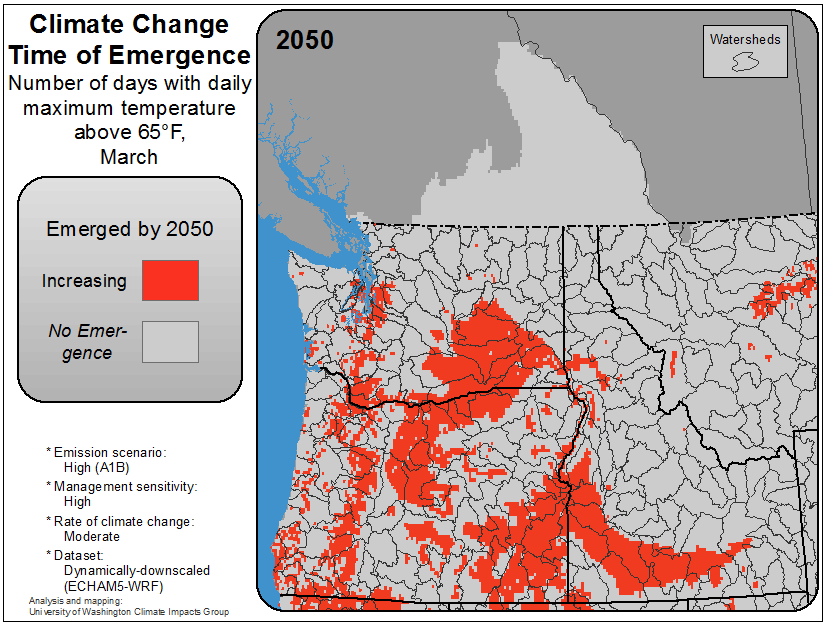 Climate Change
Time of Emergence
Number of days with daily
maximum temperature
above 65°F,
March
2050
Watersheds
Emerged by 2050
Increasing
No Emer-
gence
* Emission scenario:
High (A1B)
* Management sensitivity:
High
* Rate of climate change:
Moderate
* Dataset:
Dynamically-downscaled
(ECHAM5-WRF)
Analysis and mapping:
University of Washington Climate Impacts Group